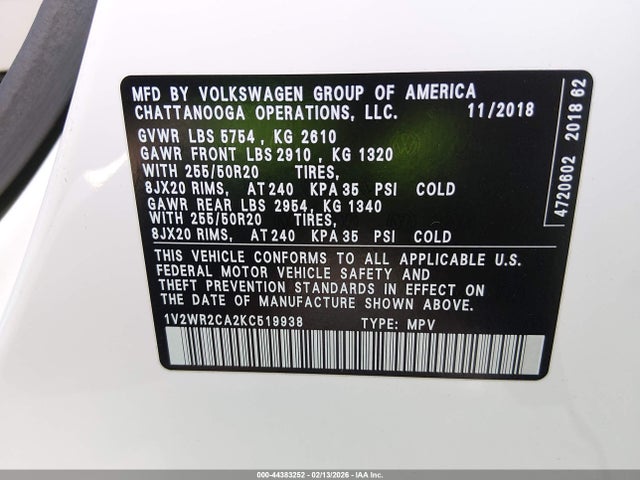 MFD BY VOLKSWAGEN GROUP OF AMERICA
CHATTANOOGA OPERATIONS, LLC. 11/2018
GVWR LBS 5754 , KG 2610
GAWR FRONT LBS 2910 , KG 1320
WITH 255/50R20 TIRES,
8JX20 RIMS, AT 240 KPA 35 PSI COLD
GAWR REAR LBS 2954, KG 1340
WITH 255/50R20 TIRES,
8JX20 RIMS, AT 240 KPA 35 PSI COLD
THIS VEHICLE CONFORMS TO ALL APPLICABLE U.S.
FEDERAL MOTOR VEHICLE SAFETY AND
THEFT PREVENTION STANDARDS IN EFFECT ON THE
DATE OF MANUFACTURE SHOWN ABOVE.
1V2WR2CA2KC519938 TYPE: MPV
4720602 2018 62
000-44383252 - 02/13/2026 - IAA Inc.